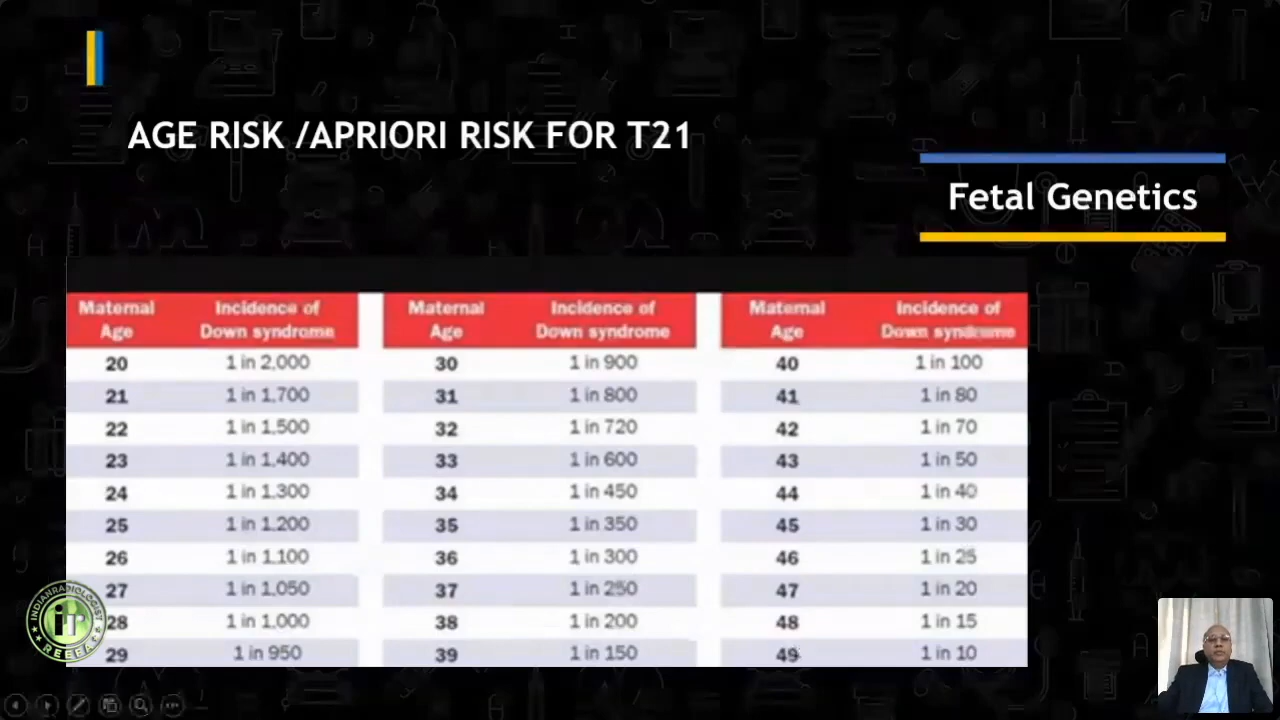 AGE RISK /APRIORI RISK FOR T21
Fetal Genetics
Maternal Age Incidence of Down syndrome Maternal Age Incidence of Down syndrome Maternal Age Incidence of Down syndrome
20 1 in 2,000 30 1 in 900 40 1 in 100
21 1 in 1,700 31 1 in 800 41 1 in 80
22 1 in 1,500 32 1 in 720 42 1 in 70
23 1 in 1,400 33 1 in 600 43 1 in 50
24 1 in 1,300 34 1 in 450 44 1 in 40
25 1 in 1,200 35 1 in 350 45 1 in 30
26 1 in 1,100 36 1 in 300 46 1 in 25
27 1 in 1,050 37 1 in 250 47 1 in 20
28 1 in 1,000 38 1 in 200 48 1 in 15
29 1 in 950 39 1 in 150 49 1 in 10
INDIANRADIOLOGIST
REEFA